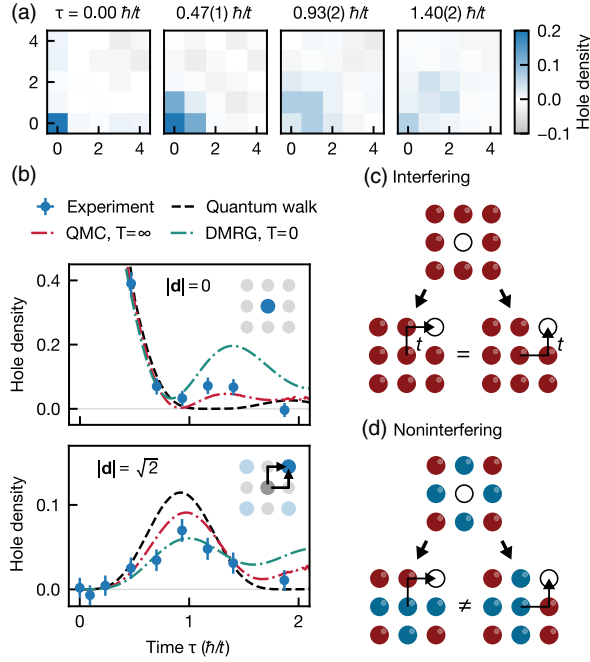 (a)
τ = 0.00 ℏ/t 0.47(1) ℏ/t 0.93(2) ℏ/t 1.40(2) ℏ/t
4
2
0
0 2 4 0 2 4 0 2 4 0 2 4
0.2
0.1
0.0
−0.1
Hole density
(b)
Experiment Quantum walk
QMC, T=∞ DMRG, T=0
|d|=0
0.4
0.2
0.0
Hole density
|d|=√2
0.1
0.0
Hole density
0 1 2
Time τ (ℏ/t)
(c) Interfering
t = t
(d) Noninterfering
≠